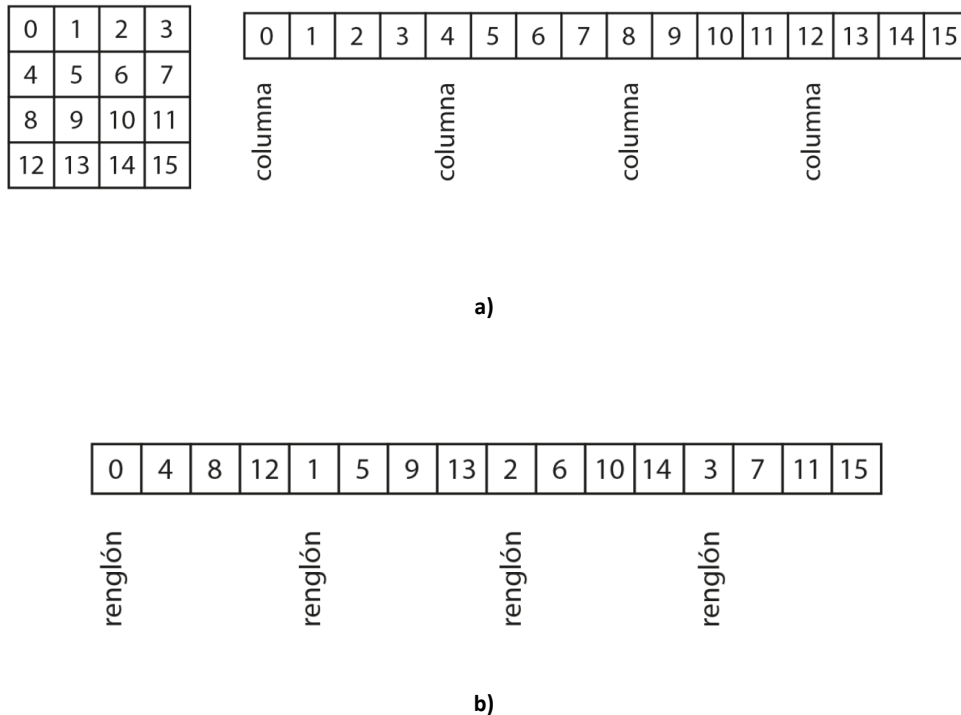 0 1 2 3
4 5 6 7
8 9 10 11
12 13 14 15
0 1 2 3 4 5 6 7 8 9 10 11 12 13 14 15
columna columna columna columna
a)
0 4 8 12 1 5 9 13 2 6 10 14 3 7 11 15
renglón renglón renglón renglón
b)